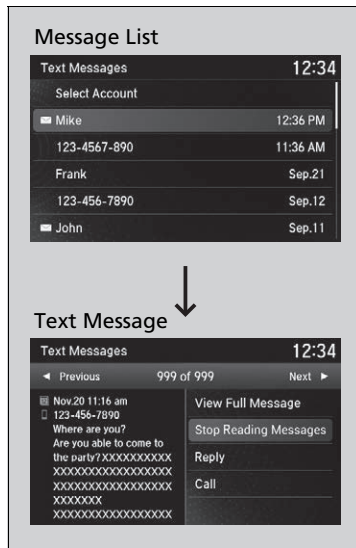 Message List
Text Messages 12:34
Select Account
Mike 12:36 PM
123-4567-890 11:36 AM
Frank Sep.21
123-456-7890 Sep.12
John Sep.11
Text Message
Text Messages 12:34
◄ Previous 999 of 999 Next ►
Nov.20 11:16 am
123-456-7890
Where are you?
Are you able to come to
the party?XXXXXXXXXX
XXXXXXXXXXXXXXXXX
XXXXXXXXXXXXXXXXX
XXXXXXX
XXXXXXXXXXXXXXXXX
View Full Message
Stop Reading Messages
Reply
Call